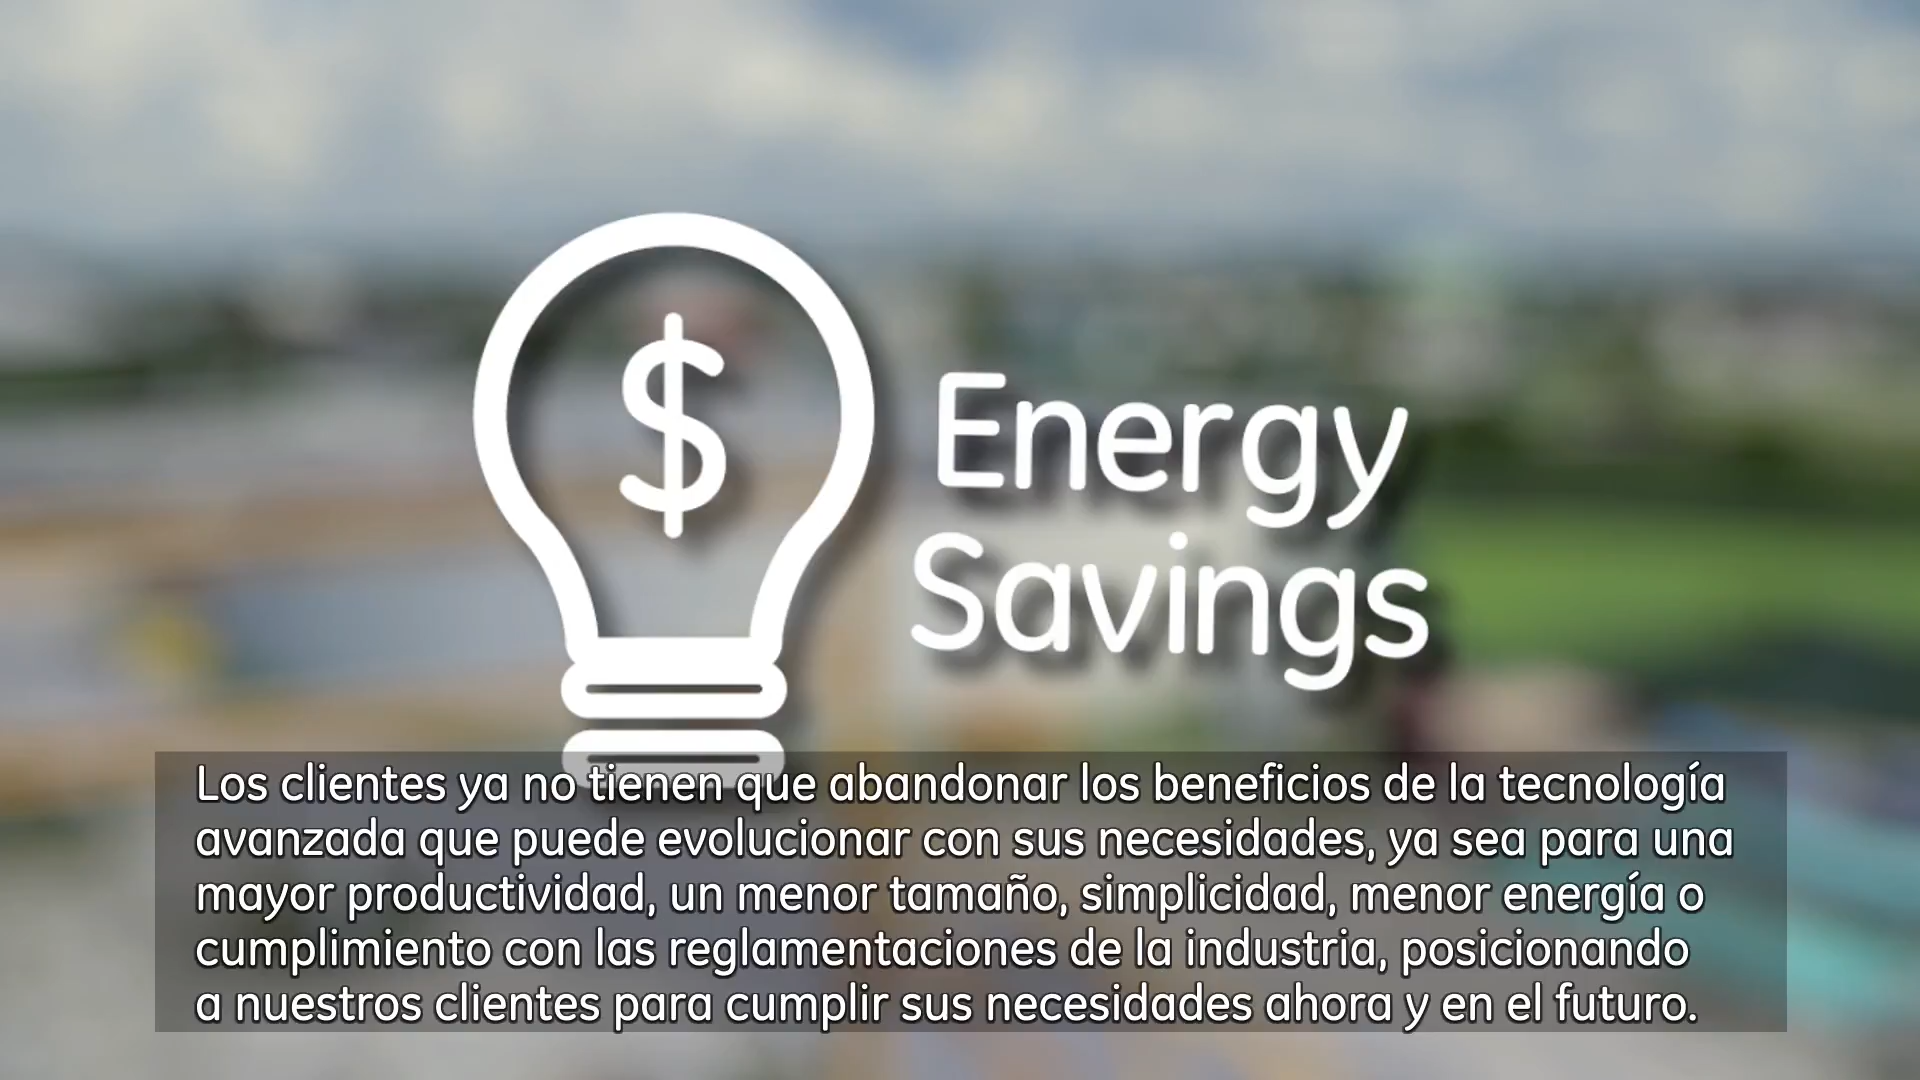 $
Energy
Savings
Los clientes ya no tienen que abandonar los beneficios de la tecnología
avanzada que puede evolucionar con sus necesidades, ya sea para una
mayor productividad, un menor tamaño, simplicidad, menor energía o
cumplimiento con las reglamentaciones de la industria, posicionando
a nuestros clientes para cumplir sus necesidades ahora y en el futuro.